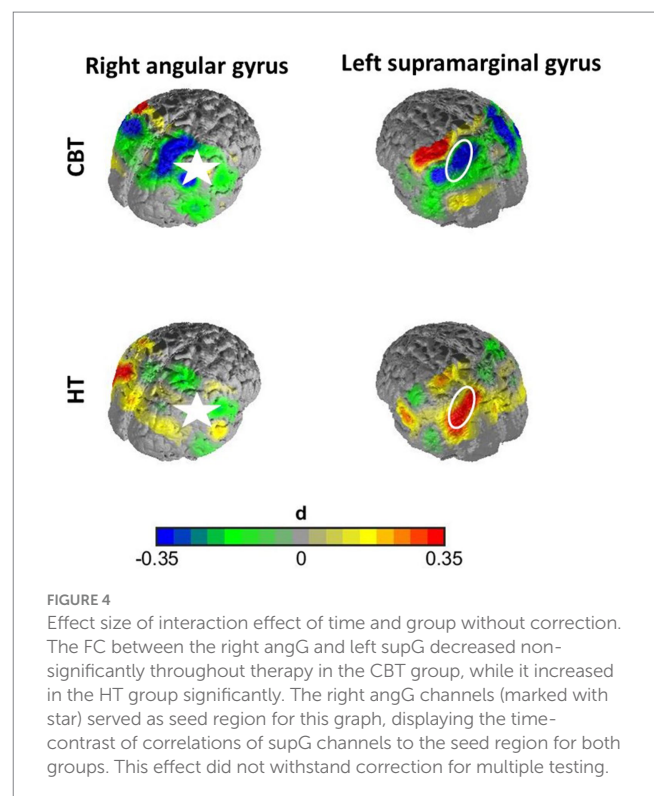 Right angular gyrus
Left supramarginal gyrus
CBT
HT
d
-0.35
0
0.35
FIGURE 4
Effect size of interaction effect of time and group without correction.
The FC between the right angG and left supG decreased non-
significantly throughout therapy in the CBT group, while it increased
in the HT group significantly. The right angG channels (marked with
star) served as seed region for this graph, displaying the time-
contrast of correlations of supG channels to the seed region for both
groups. This effect did not withstand correction for multiple testing.